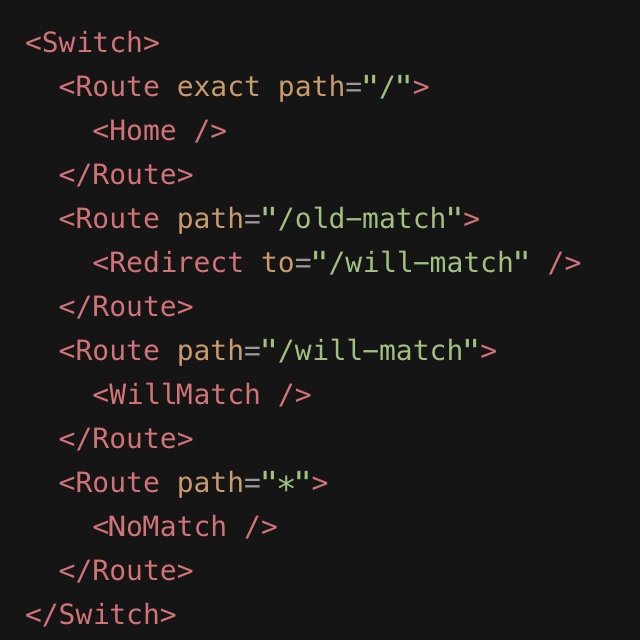 <Switch>
  <Route exact path="/">
    <Home />
  </Route>
  <Route path="/old-match">
    <Redirect to="/will-match" />
  </Route>
  <Route path="/will-match">
    <WillMatch />
  </Route>
  <Route path="*">
    <NoMatch />
  </Route>
</Switch>